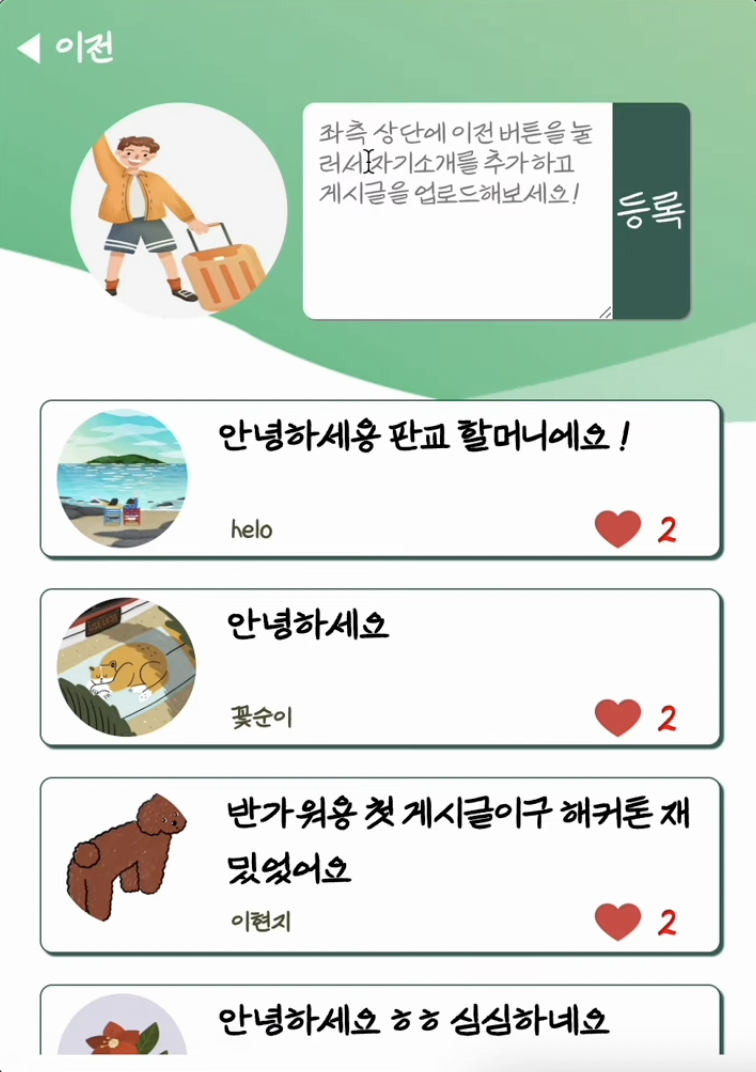 이전
좌측 상단에 이전 버튼을 눌
러서 자기소개를 추가 하고
게시글을 업로드해보세요!
등록
안녕하세용 판교 할머니에요 !
helo
2
안녕하세요
꽃순이
2
반가워용 첫 게시글이구 해커톤 재
밌었어요
이현지
2
안녕하세요 ㅎㅎ 심심하네요